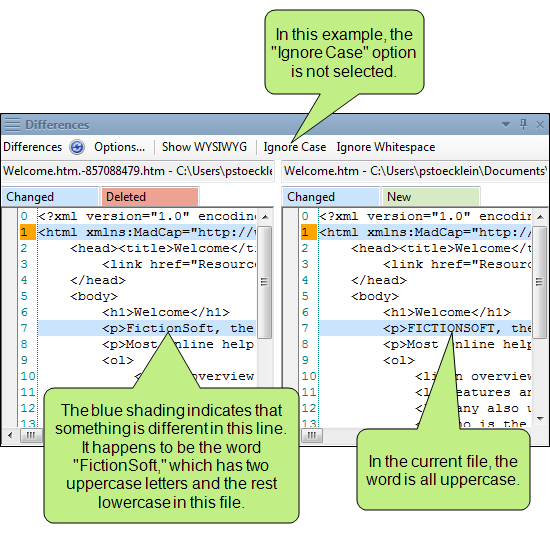 In this example, the
"Ignore Case" option
is not selected.
Differences
Differences Options... Show WYSIWYG Ignore Case Ignore Whitespace
Welcome.htm.-857088479.htm - C:\Users\pstoecklei
Welcome.htm - C:\Users\pstoecklein\Documents\
Changed Deleted
Changed New
0 <?xml version="1.0" encodin
1 <html xmlns:MadCap="http://
2 <head><title>Welcome</ti
3 <link href="Resourc
4 </head>
5 <body>
6 <h1>Welcome</h1>
7 <p>FictionSoft, the
8 <p>Most online help
9 <ol>
10 overview
11
12
13
0 <?xml version="1.0" encodin
1 <html xmlns:MadCap="http://
2 <head><title>Welcome</t
3 <link href="Resour
4 </head>
5 <body>
6 <h1>Welcome</h1>
7 <p>FICTIONSOFT, the
8 <p>Most online help
9 <ol>
10 overview
11 eatures an
12 any also u
13 o is the
The blue shading indicates that
something is different in this line.
It happens to be the word
"FictionSoft," which has two
uppercase letters and the rest
lowercase in this file.
In the current file, the
word is all uppercase.